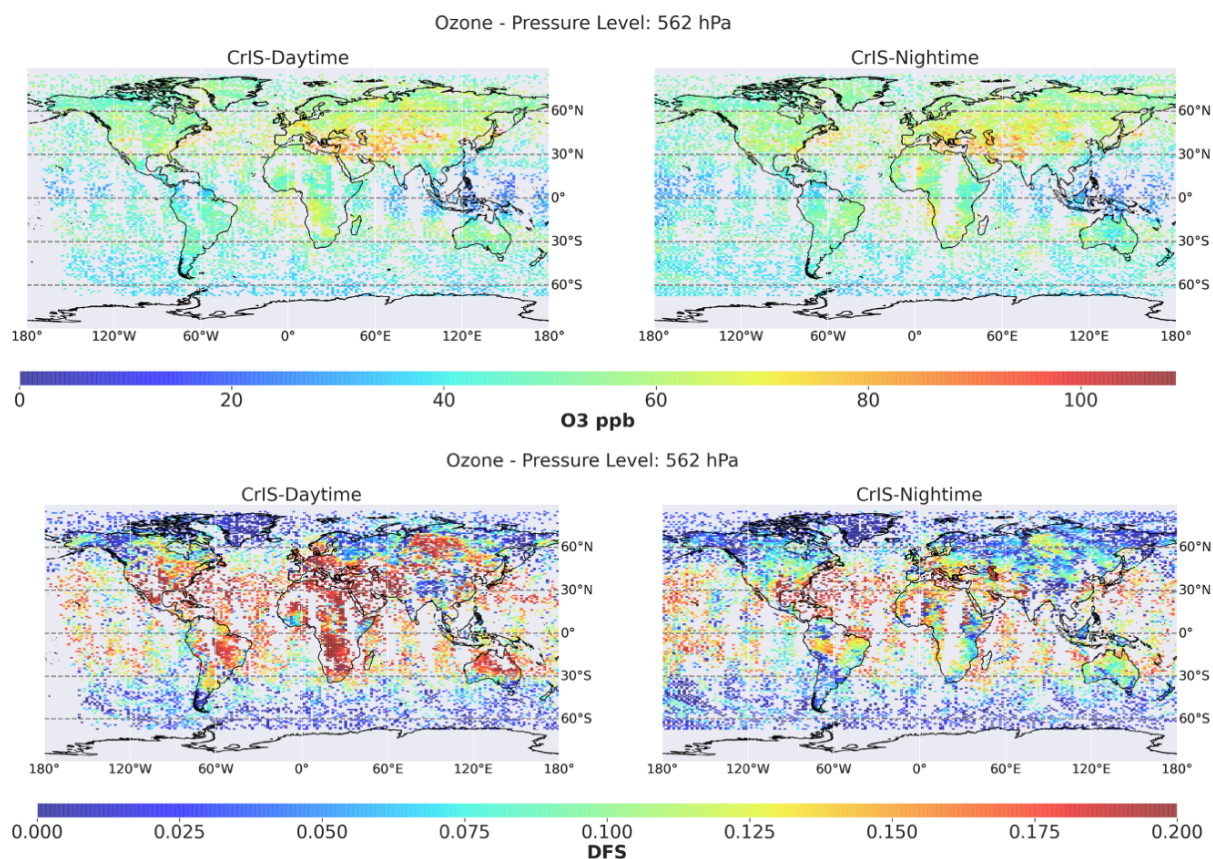 Ozone - Pressure Level: 562 hPa
CrIS-Daytime CrIS-Nightime
60°N 60°N
30°N 30°N
0° 0°
30°S 30°S
60°S 60°S
180° 120°W 60°W 0° 60°E 120°E 180° 180° 120°W 60°W 0° 60°E 120°E 180°
0 20 40 60 80 100
O3 ppb
Ozone - Pressure Level: 562 hPa
CrIS-Daytime CrIS-Nightime
60°N 60°N
30°N 30°N
0° 0°
30°S 30°S
60°S 60°S
180° 120°W 60°W 0° 60°E 120°E 180° 180° 120°W 60°W 0° 60°E 120°E 180°
0.000 0.025 0.050 0.075 0.100 0.125 0.150 0.175 0.200
DFS